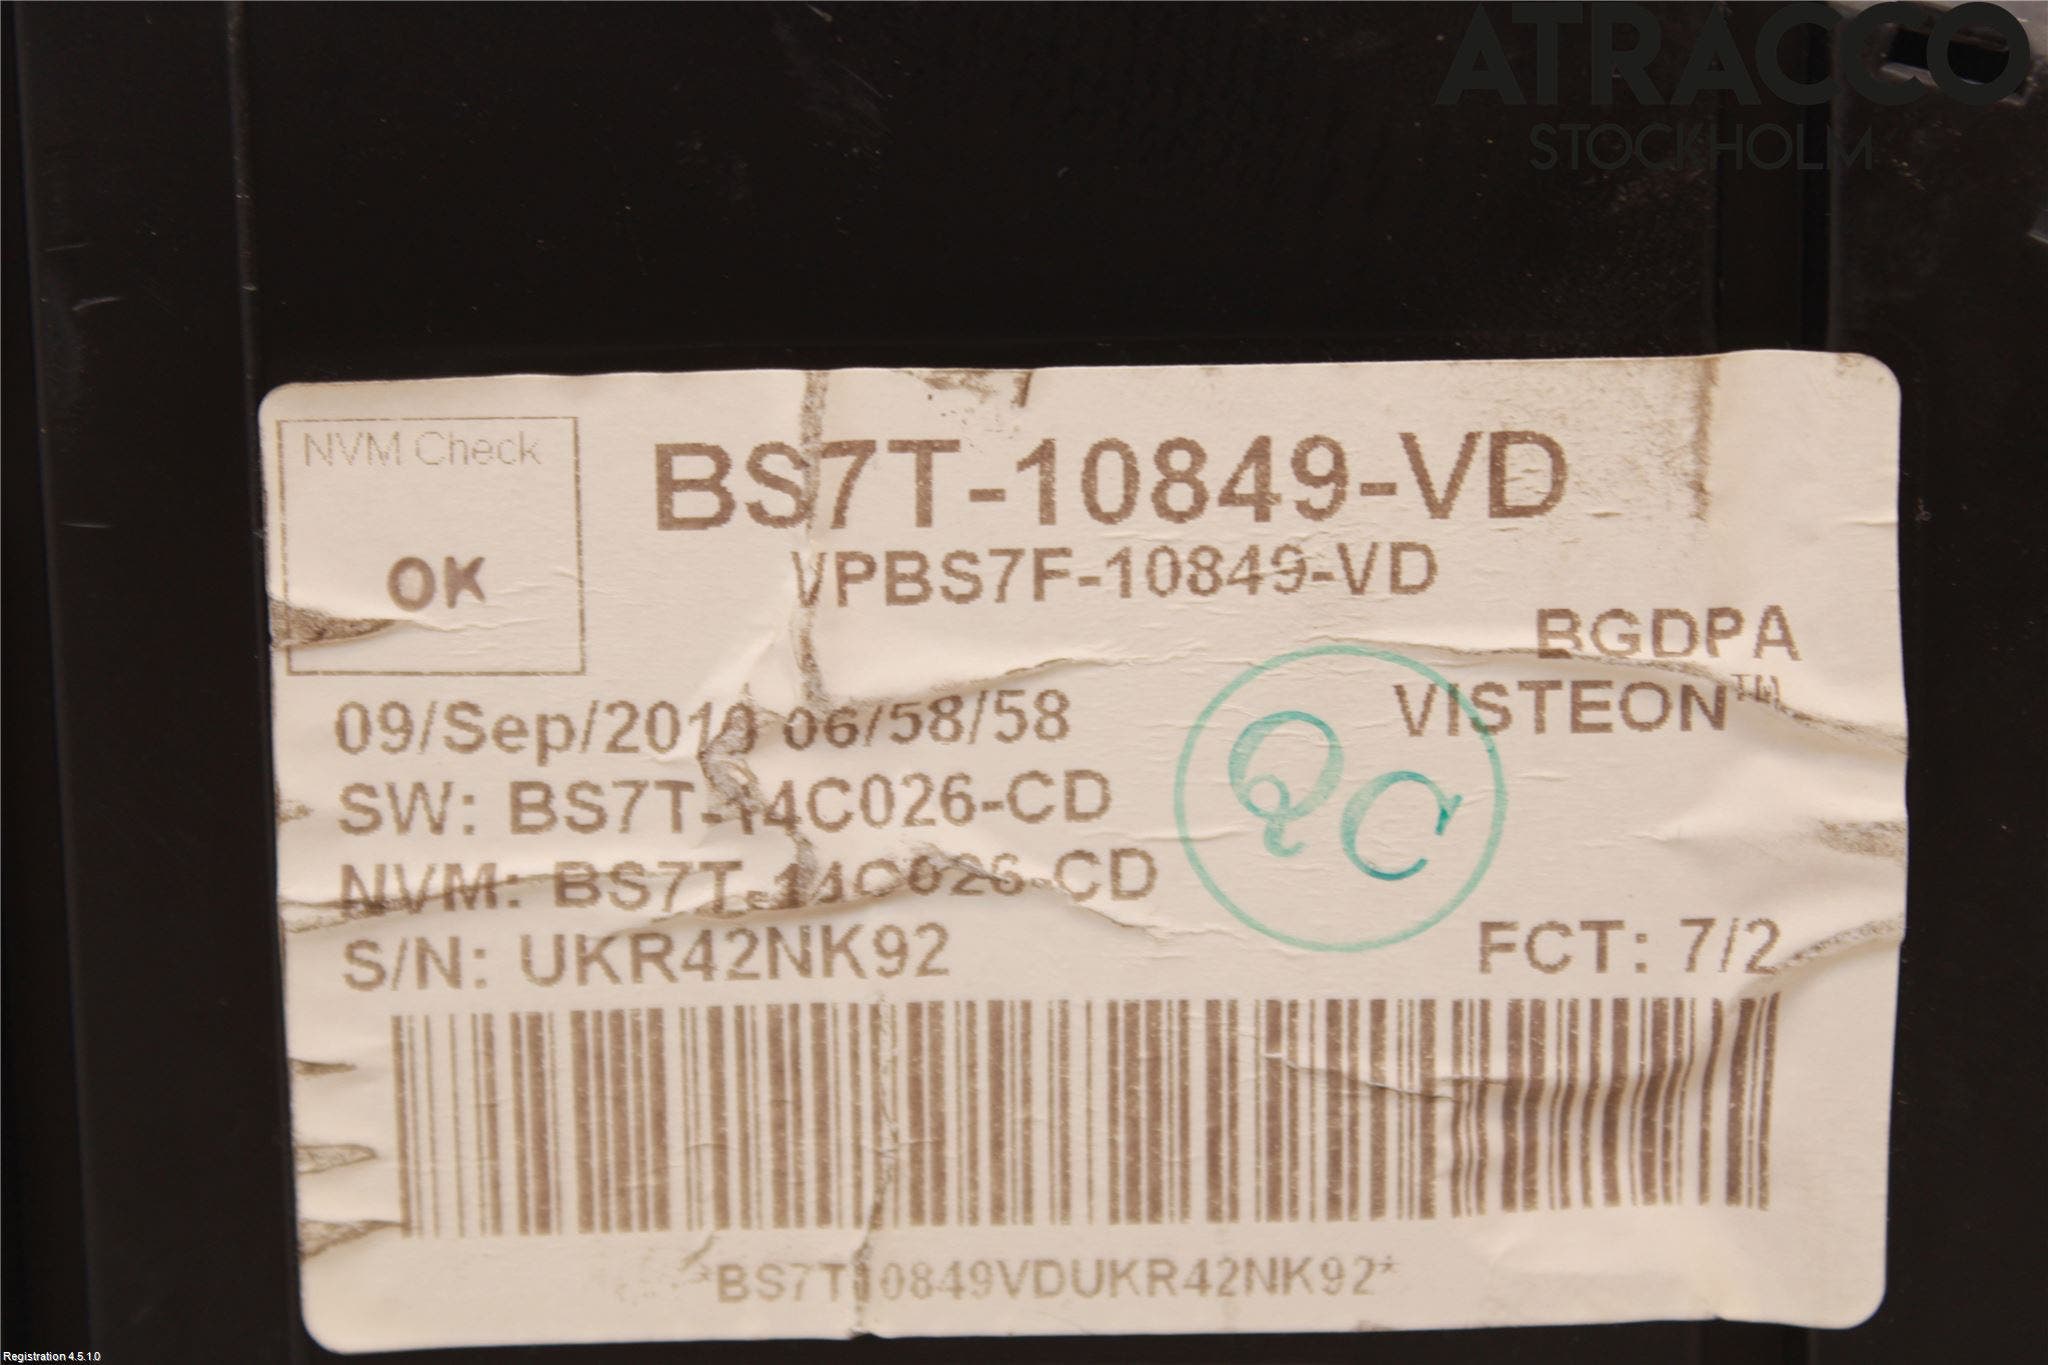 ATRACCO
STOCKHOLM
NVM Check
OK
BS7T-10849-VD
VPBS7F-10849-VD
BGDPA
VISTEON™
09/Sep/2010 06/58/58
SW: BS7T-14C026-CD
NVM: BS7T-14C026-CD
QC
S/N: UKR42NK92
FCT: 7/2
*BS7T10849VDUKR42NK92*
Registration 4.5.1.0